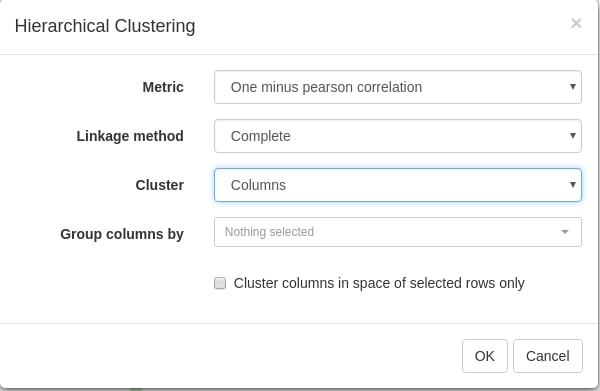 Hierarchical Clustering ×
Metric One minus pearson correlation
Linkage method Complete
Cluster Columns
Group columns by Nothing selected
Cluster columns in space of selected rows only
OK Cancel